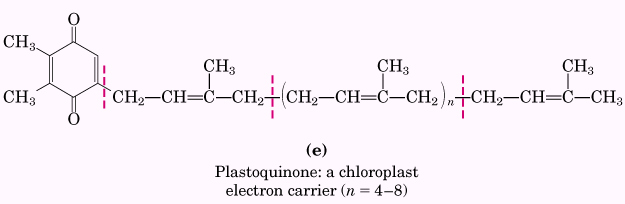 O
CH₃
CH₃ CH₃ CH₃
CH₃ CH₂—CH=C—CH₂—(CH₂—CH=C—CH₂)ₙ—CH₂—CH=C—CH₃
O
(e)
Plastoquinone: a chloroplast
electron carrier (n = 4–8)